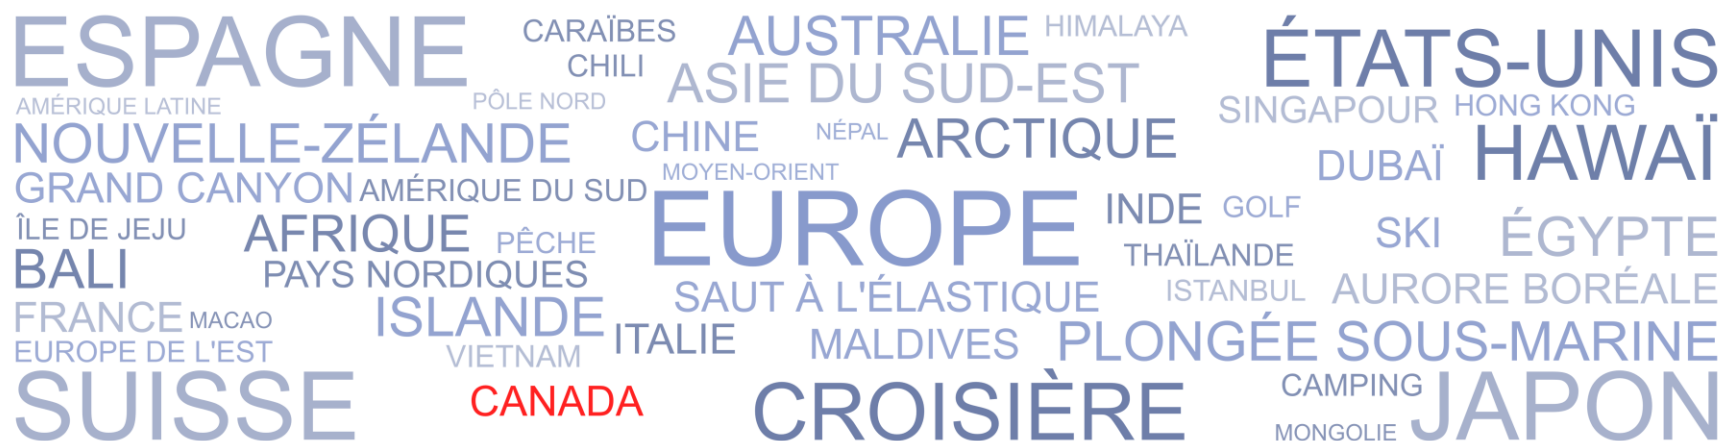 ESPAGNE
CARAÏBES
AUSTRALIE
HIMALAYA
ÉTATS-UNIS
CHILI
ASIE DU SUD-EST
AMÉRIQUE LATINE
PÔLE NORD
SINGAPOUR
HONG KONG
NOUVELLE-ZÉLANDE
CHINE
NÉPAL
ARCTIQUE
HAWAÏ
DUBAÏ
MOYEN-ORIENT
GRAND CANYON
AMÉRIQUE DU SUD
EUROPE
INDE
GOLF
ÎLE DE JEJU
AFRIQUE
PÊCHE
SKI
ÉGYPTE
THAÏLANDE
BALI
PAYS NORDIQUES
SAUT À L'ÉLASTIQUE
ISTANBUL
AURORE BORÉALE
FRANCE
MACAO
ISLANDE
ITALIE
MALDIVES
PLONGÉE SOUS-MARINE
EUROPE DE L'EST
VIETNAM
SUISSE
CANADA
CROISIÈRE
CAMPING
JAPON
MONGOLIE